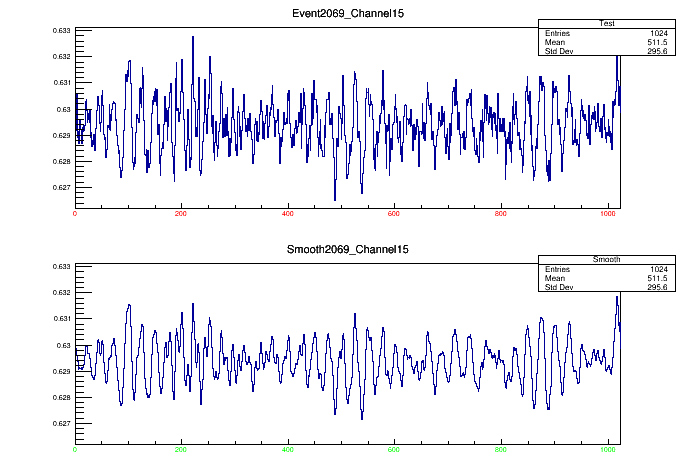 Event2069_Channel15
Test
Entries 1024
Mean 511.5
Std Dev 295.6
0.633
0.632
0.631
0.63
0.629
0.628
0.627
0 200 400 600 800 1000
Smooth2069_Channel15
Smooth
Entries 1024
Mean 511.5
Std Dev 295.6
0.633
0.632
0.631
0.63
0.629
0.628
0.627
0 200 400 600 800 1000